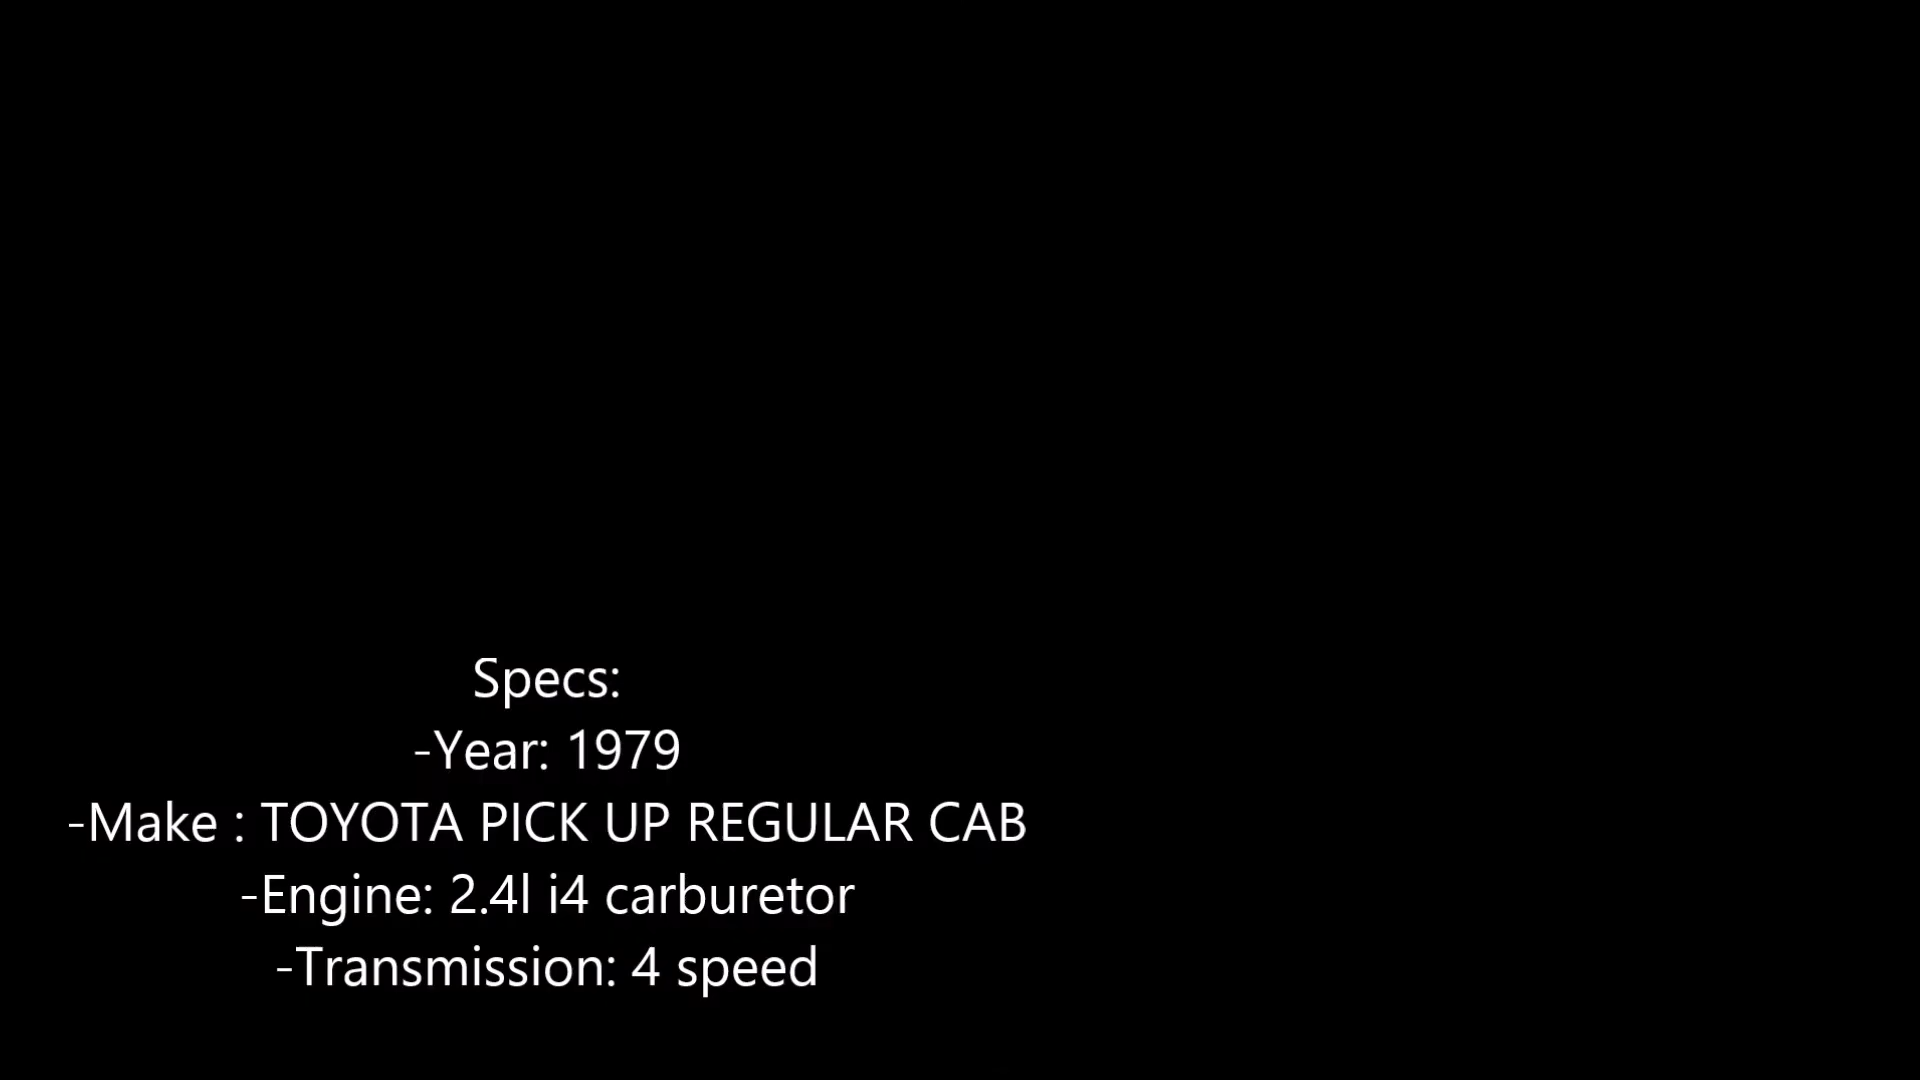 Specs:
-Year: 1979
-Make : TOYOTA PICK UP REGULAR CAB
-Engine: 2.4l i4 carburetor
-Transmission: 4 speed